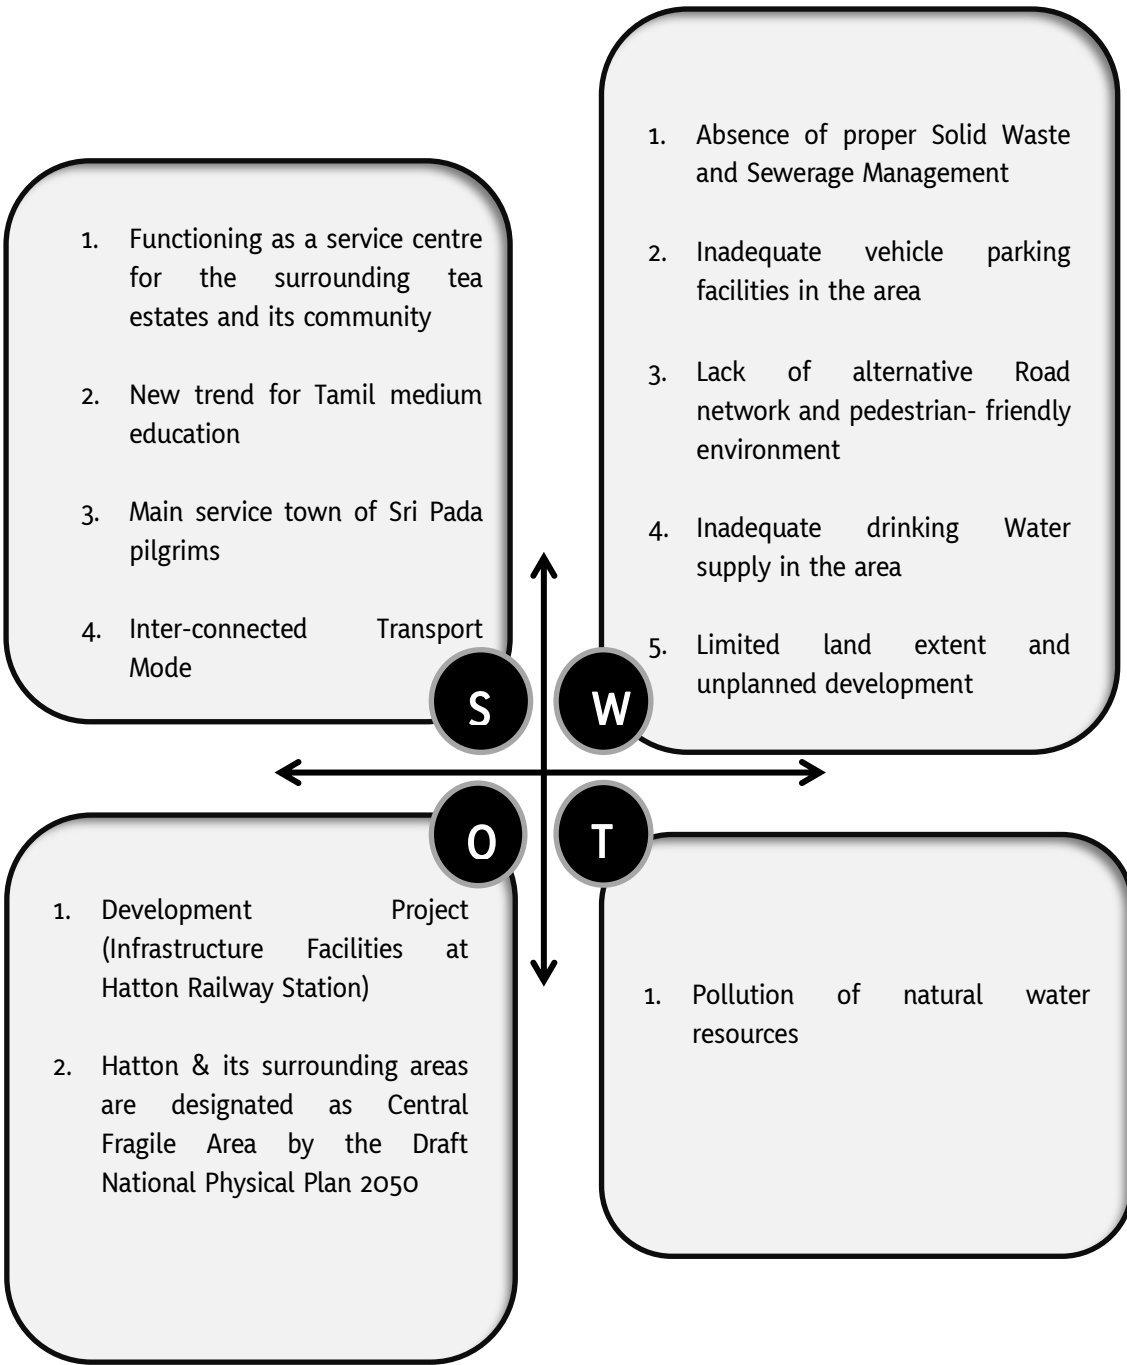 1. Functioning as a service centre
for the surrounding tea
estates and its community
2. New trend for Tamil medium
education
3. Main service town of Sri Pada
pilgrims
4. Inter-connected Transport
Mode
S
1. Absence of proper Solid Waste
and Sewerage Management
2. Inadequate vehicle parking
facilities in the area
3. Lack of alternative Road
network and pedestrian- friendly
environment
4. Inadequate drinking Water
supply in the area
5. Limited land extent and
unplanned development
W
O
1. Development Project
(Infrastructure Facilities at
Hatton Railway Station)
2. Hatton & its surrounding areas
are designated as Central
Fragile Area by the Draft
National Physical Plan 2050
T
1. Pollution of natural water
resources